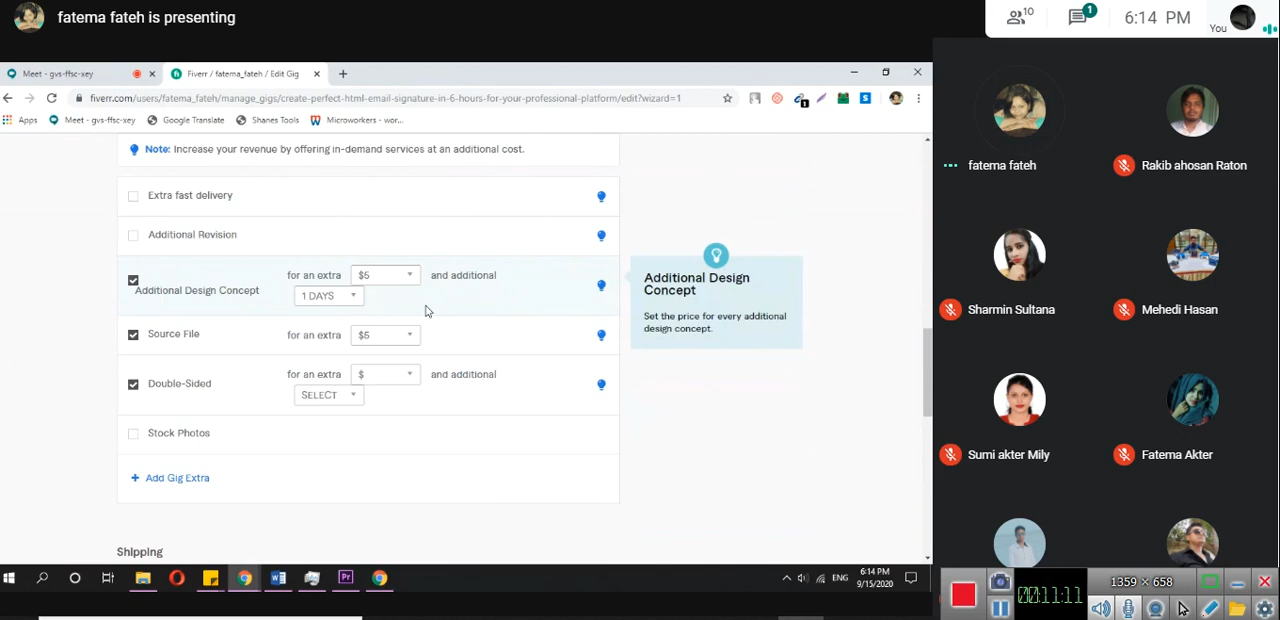 fatema fateh is presenting
10
1
6:14 PM
You
Meet - gvs-ffsc-xey
Fiverr / fatema_fateh / Edit Gig
fiverr.com/users/fatema_fateh/manage_gigs/create-perfect-html-email-signature-in-6-hours-for-your-professional-platform/edit?wizard=1
Apps
Meet - gvs-ffsc-xey
Google Translate
Shanes Tools
Microworkers - wor...
Note: Increase your revenue by offering in-demand services at an additional cost.
Extra fast delivery
Additional Revision
Additional Design Concept for an extra $5 and additional
1 DAYS
Source File for an extra $5
Double-Sided for an extra $ and additional
SELECT
Stock Photos
+ Add Gig Extra
Shipping
Additional Design
Concept
Set the price for every additional
design concept.
fatema fateh
Rakib ahosan Raton
Sharmin Sultana
Mehedi Hasan
Sumi akter Mily
Fatema Akter
ENG
6:14 PM
9/15/2020
00:11:11
1359 × 658